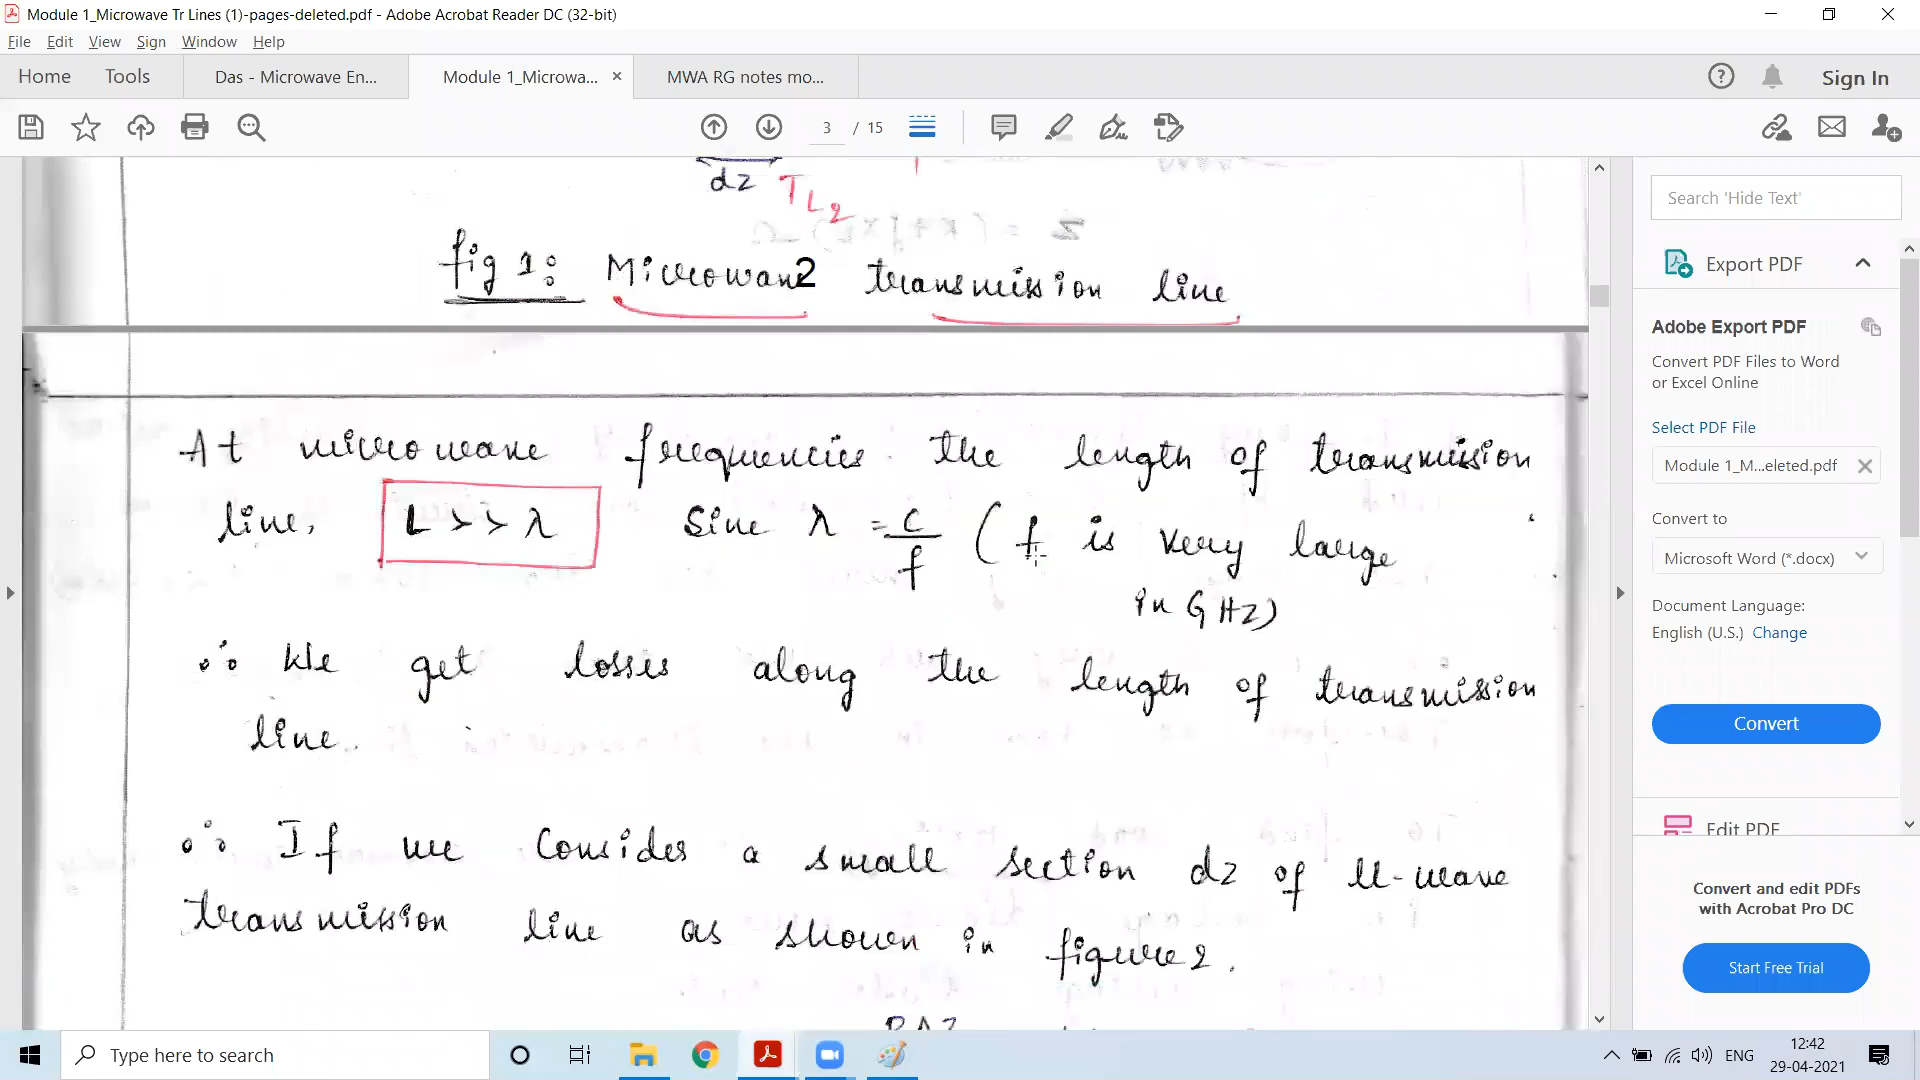 Module 1_Microwave Tr Lines (1)-pages-deleted.pdf - Adobe Acrobat Reader DC (32-bit)
File Edit View Sign Window Help
Home Tools Das - Microwave En... Module 1_Microwa... × MWA RG notes mo... Sign In
3 / 15
dz TL2
fig 1: Microwave2 transmission line
At microwave frequencies the length of transmission
line, L >> λ Sine λ = c/f (f is very large
in GHz)
∴ We get losses along the length of transmission
line.
∴ If we consider a small section dz of u-wave
transmission line as shown in figure 2.
Search 'Hide Text'
Export PDF
Adobe Export PDF
Convert PDF Files to Word
or Excel Online
Select PDF File
Module 1_M...eleted.pdf
Convert to
Microsoft Word (*.docx)
Document Language:
English (U.S.) Change
Convert
Edit PDF
Convert and edit PDFs
with Acrobat Pro DC
Start Free Trial
Type here to search
ENG
12:42
29-04-2021